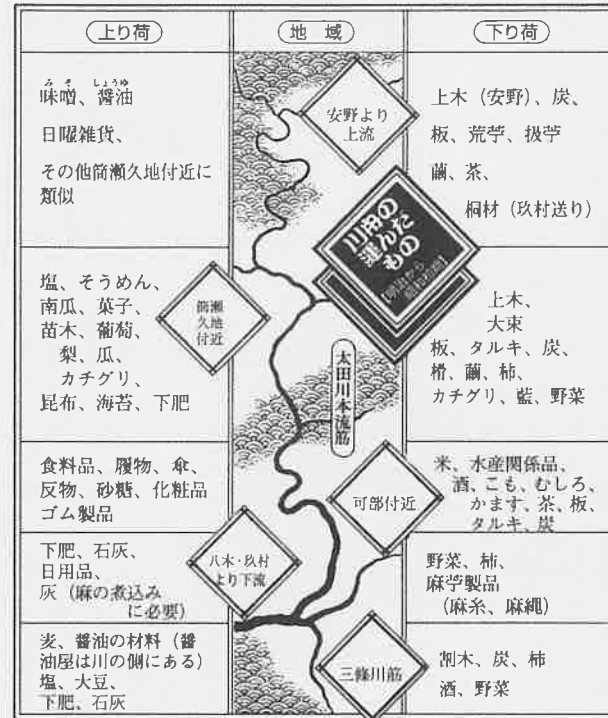 上り荷
地域
下り荷
味噌、醤油
日曜雑貨、
その他筒瀬久地付近に
類似
安野より
上流
上木（安野）、炭、
板、荒苧、扱苧
繭、茶、
桐材（玖村送り）
川舟の
運んだ
もの
塩、そうめん、
南瓜、菓子、
苗木、葡萄、
梨、瓜、
カチグリ、
昆布、海苔、下肥
筒瀬
久地
付近
太田川本流筋
上木、
大束
板、タルキ、炭、
楮、繭、柿、
カチグリ、藍、野菜
食料品、履物、傘、
反物、砂糖、化粧品
ゴム製品
可部付近
米、水産関係品、
酒、こも、むしろ、
かます、茶、板、
タルキ、炭
下肥、石灰、
日用品、
灰（麻の煮込み
に必要）
八木・玖村
より下流
野菜、柿、
麻苧製品
（麻糸、麻縄）
麦、醤油の材料（醤
油屋は川の側にある）
塩、大豆、
下肥、石灰
三篠川筋
割木、炭、柿
酒、野菜